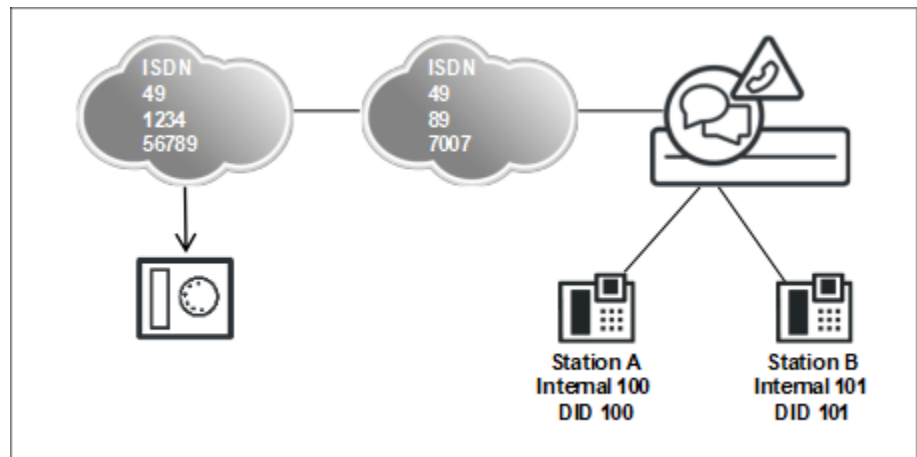 ISDN
49
1234
56789
ISDN
49
89
7007
Station A
Internal 100
DID 100
Station B
Internal 101
DID 101